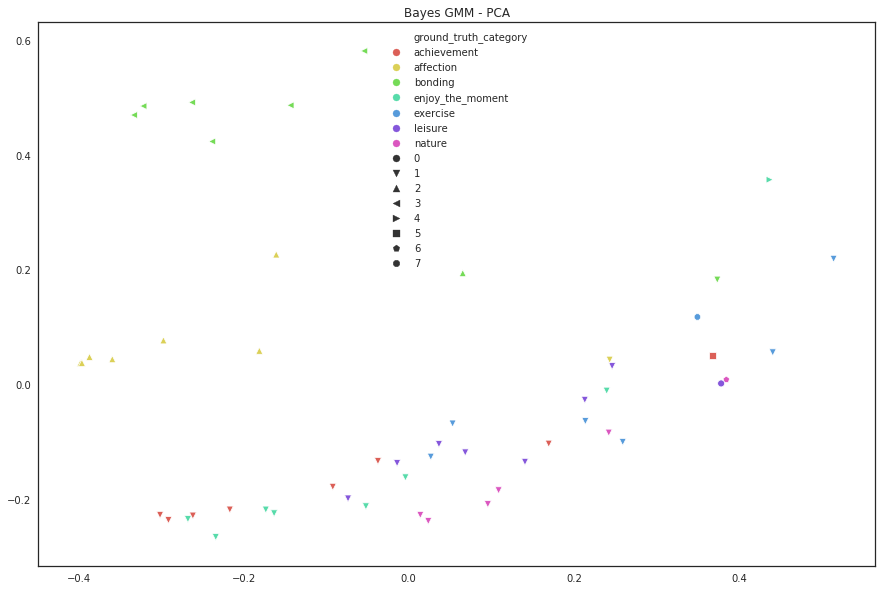 Bayes GMM - PCA
ground_truth_category
achievement
affection
bonding
enjoy_the_moment
exercise
leisure
nature
0
1
2
3
4
5
6
7
0.6
0.4
0.2
0.0
−0.2
−0.4
−0.2
0.0
0.2
0.4